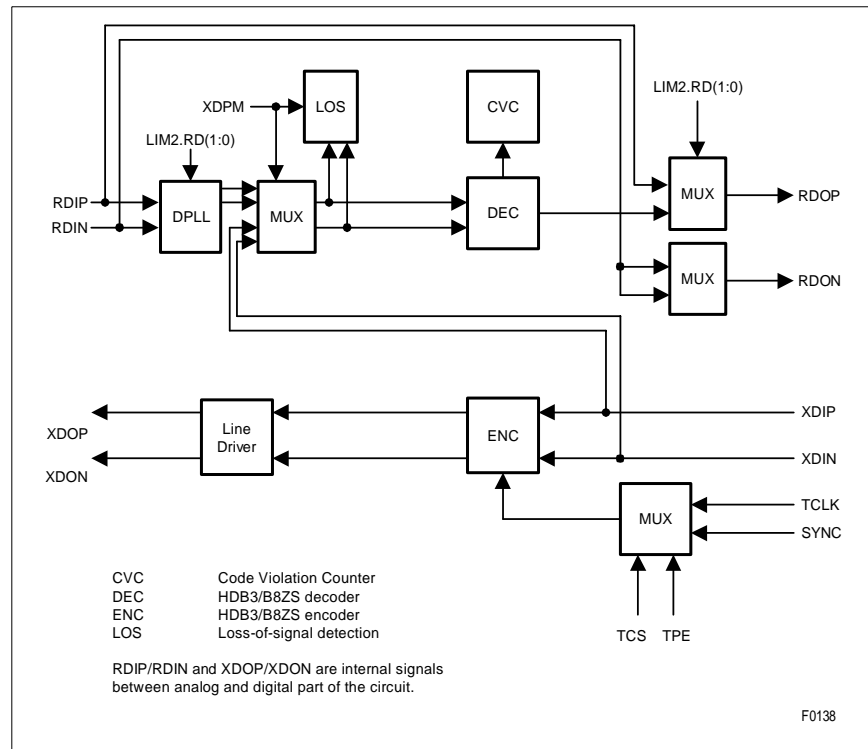 XDPM
LOS
CVC
LIM2.RD(1:0)
LIM2.RD(1:0)
RDIP
RDIN
DPLL
MUX
DEC
MUX
RDOP
MUX
RDON
XDOP
XDON
Line
Driver
ENC
XDIP
XDIN
MUX
TCLK
SYNC
TCS TPE
CVC Code Violation Counter
DEC HDB3/B8ZS decoder
ENC HDB3/B8ZS encoder
LOS Loss-of-signal detection
RDIP/RDIN and XDOP/XDON are internal signals
between analog and digital part of the circuit.
F0138